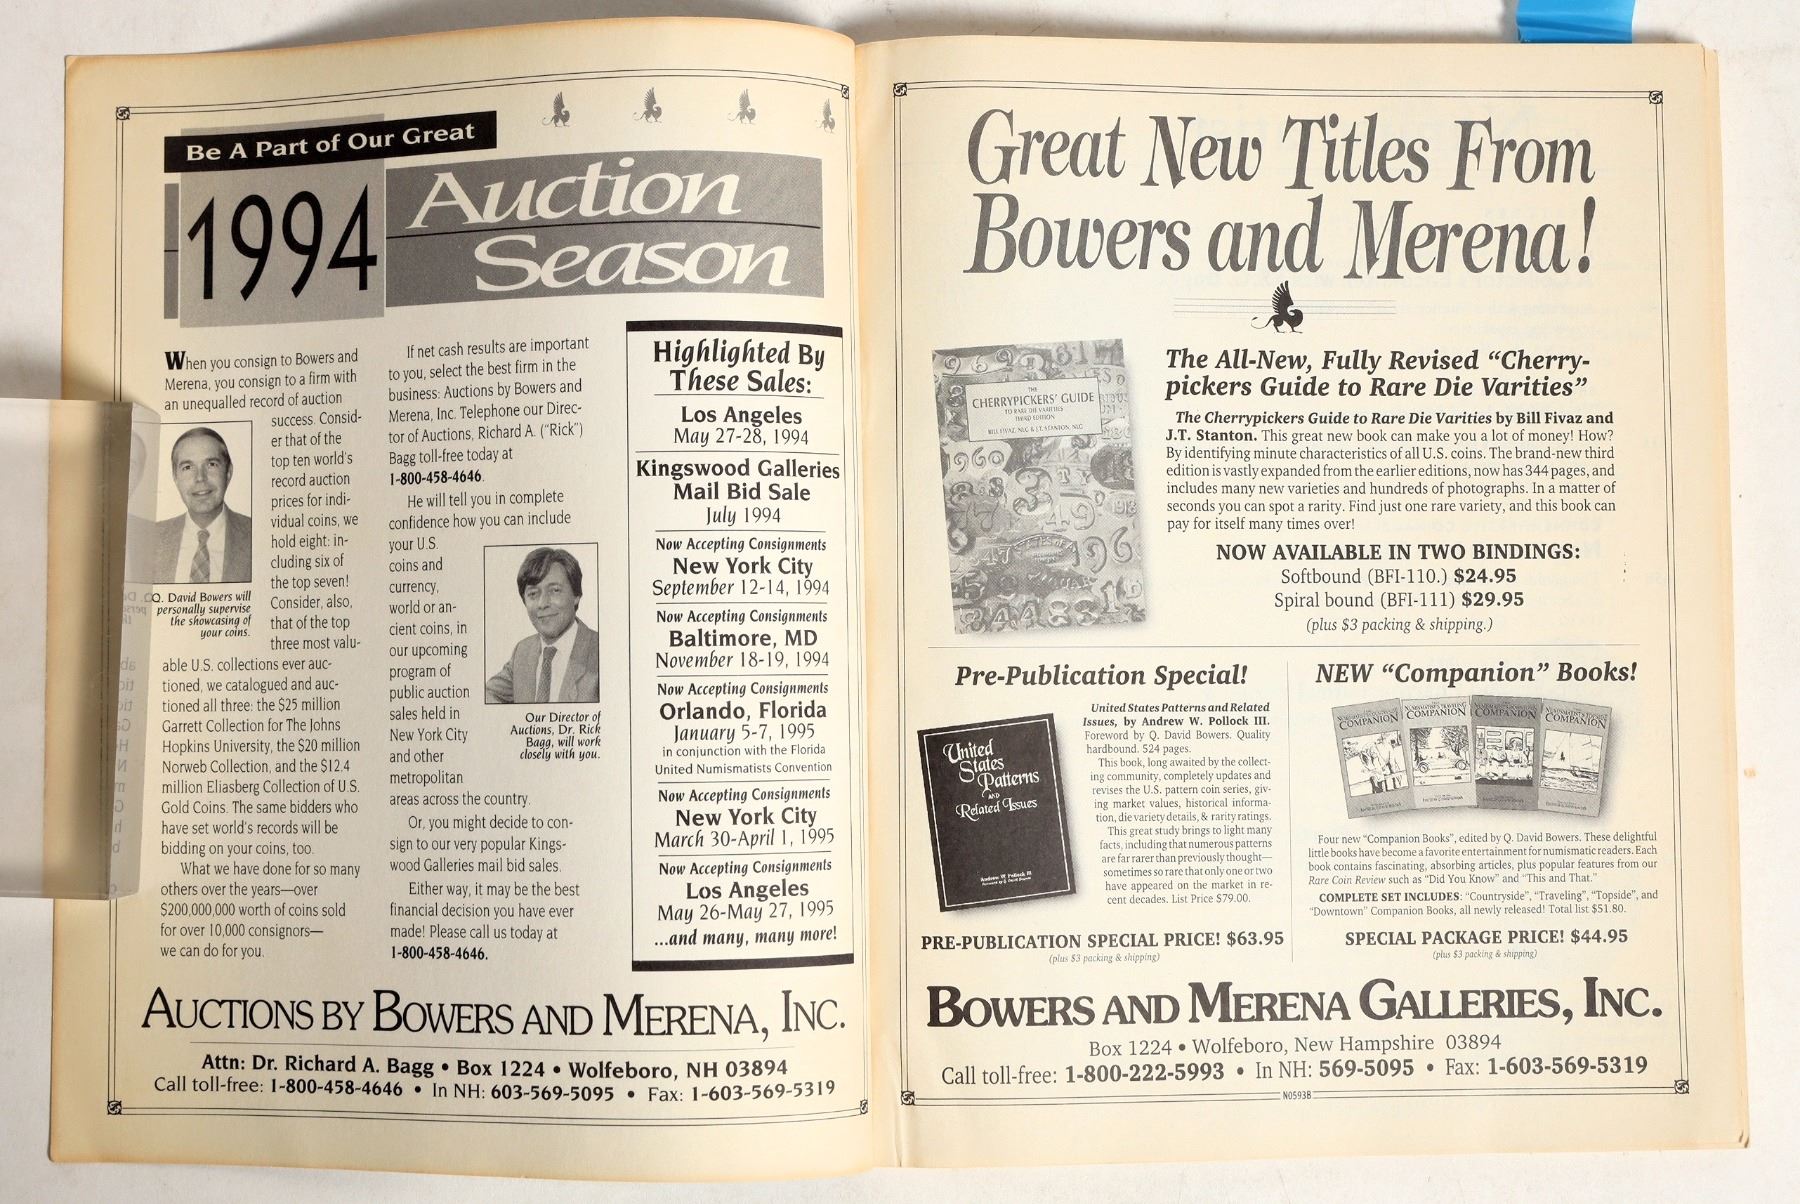 Be A Part of Our Great
1994
Auction
Season
When you consign to Bowers and
Merena, you consign to a firm with
an unequalled record of auction
success. Consid-
er that of the
top ten world's
record auction
prices for indi-
vidual coins, we
hold eight: in-
cluding six of
the top seven!
Consider, also,
that of the top
three most valu-
Q. David Bowers will
personally supervise
the showcasing of
your coins.
able U.S. collections ever auc-
tioned, we catalogued and auc-
tioned all three: the $25 million
Garrett Collection for The Johns
Hopkins University, the $20 million
Norweb Collection, and the $12.4
million Eliasberg Collection of U.S.
Gold Coins. The same bidders who
have set world's records will be
bidding on your coins, too.
What we have done for so many
others over the years—over
$200,000,000 worth of coins sold
for over 10,000 consignors—
we can do for you.
If net cash results are important
to you, select the best firm in the
business: Auctions by Bowers and
Merena, Inc. Telephone our Direc-
tor of Auctions, Richard A. ("Rick")
Bagg toll-free today at
1-800-458-4646.
He will tell you in complete
confidence how you can include
your U.S.
coins and
currency,
world or an-
cient coins, in
our upcoming
program of
public auction
sales held in
New York City
and other
metropolitan
areas across the country.
Our Director of
Auctions, Dr. Rick
Bagg, will work
closely with you.
Or, you might decide to con-
sign to our very popular Kings-
wood Galleries mail bid sales.
Either way, it may be the best
financial decision you have ever
made! Please call us today at
1-800-458-4646.
Highlighted By
These Sales:
Los Angeles
May 27-28, 1994
Kingswood Galleries
Mail Bid Sale
July 1994
Now Accepting Consignments
New York City
September 12-14, 1994
Now Accepting Consignments
Baltimore, MD
November 18-19, 1994
Now Accepting Consignments
Orlando, Florida
January 5-7, 1995
in conjunction with the Florida
United Numismatists Convention
Now Accepting Consignments
New York City
March 30-April 1, 1995
Now Accepting Consignments
Los Angeles
May 26-May 27, 1995
...and many, many more!
AUCTIONS BY BOWERS AND MERENA, INC.
Attn: Dr. Richard A. Bagg • Box 1224 • Wolfeboro, NH 03894
Call toll-free: 1-800-458-4646 • In NH: 603-569-5095 • Fax: 1-603-569-5319
Great New Titles From
Bowers and Merena!
THE
CHERRYPICKERS' GUIDE
TO RARE DIE VARIETIES
THIRD EDITION
BILL FIVAZ, NLG & J.T. STANTON, NLG
The All-New, Fully Revised "Cherry-
pickers Guide to Rare Die Varities"
The Cherrypickers Guide to Rare Die Varities by Bill Fivaz and
J.T. Stanton. This great new book can make you a lot of money! How?
By identifying minute characteristics of all U.S. coins. The brand-new third
edition is vastly expanded from the earlier editions, now has 344 pages, and
includes many new varieties and hundreds of photographs. In a matter of
seconds you can spot a rarity. Find just one rare variety, and this book can
pay for itself many times over!
NOW AVAILABLE IN TWO BINDINGS:
Softbound (BFI-110.) $24.95
Spiral bound (BFI-111) $29.95
(plus $3 packing & shipping.)
Pre-Publication Special!
United
States
Patterns
AND
Related Issues
Andrew W. Pollock III
United States Patterns and Related
Issues, by Andrew W. Pollock III.
Foreword by Q. David Bowers. Quality
hardbound. 524 pages.
This book, long awaited by the collect-
ing community, completely updates and
revises the U.S. pattern coin series, giv-
ing market values, historical informa-
tion, die variety details, & rarity ratings.
This great study brings to light many
facts, including that numerous patterns
are far rarer than previously thought—
sometimes so rare that only one or two
have appeared on the market in re-
cent decades. List Price $79.00.
PRE-PUBLICATION SPECIAL PRICE! $63.95
(plus $3 packing & shipping)
NEW "Companion" Books!
COMPANION
COMPANION
COMPANION
COMPANION
Four new "Companion Books", edited by Q. David Bowers. These delightful
little books have become a favorite entertainment for numismatic readers. Each
book contains fascinating, absorbing articles, plus popular features from our
Rare Coin Review such as "Did You Know" and "This and That."
COMPLETE SET INCLUDES: "Countryside", "Traveling", "Topside", and
"Downtown" Companion Books, all newly released! Total list $51.80.
SPECIAL PACKAGE PRICE! $44.95
(plus $3 packing & shipping)
BOWERS AND MERENA GALLERIES, INC.
Box 1224 • Wolfeboro, New Hampshire 03894
Call toll-free: 1-800-222-5993 • In NH: 569-5095 • Fax: 1-603-569-5319
N0593B